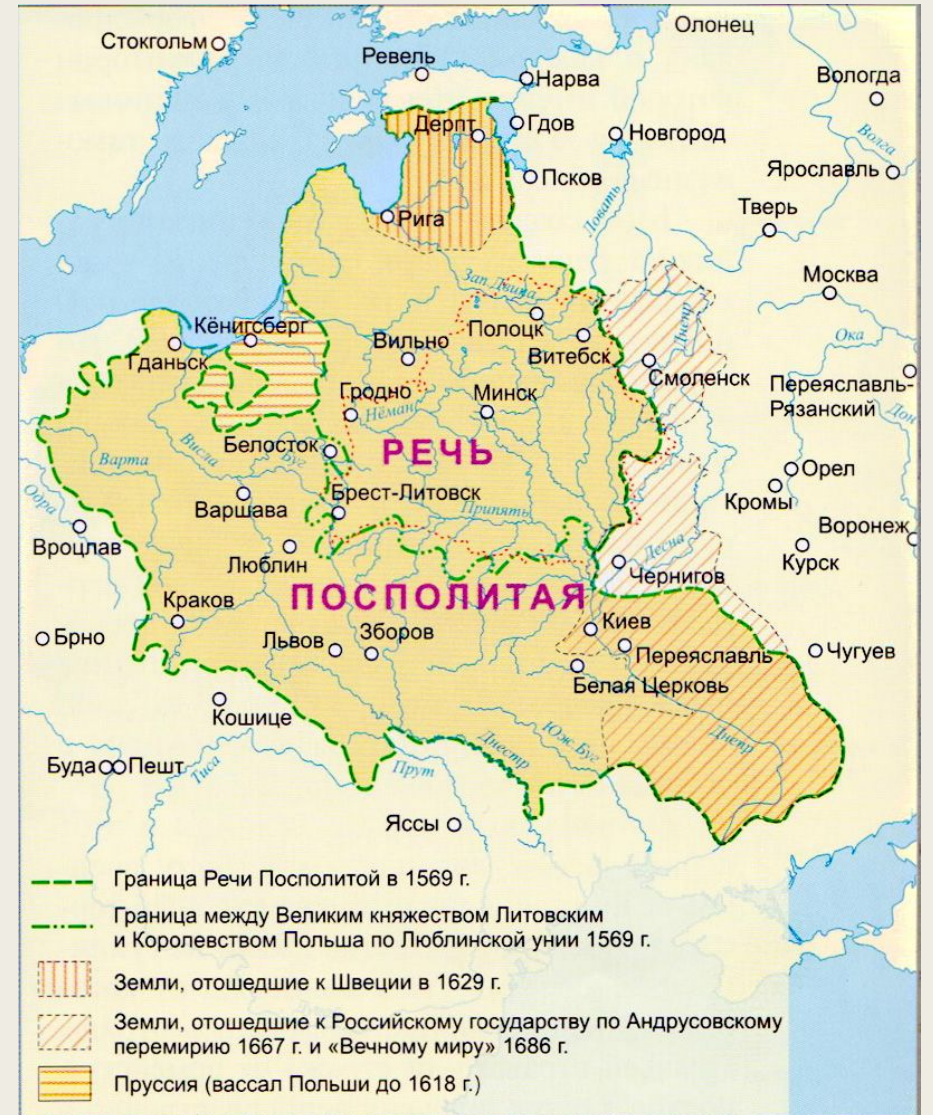 Олонец
Стокгольм
Ревель
Нарва
Вологда
Дерпт
Гдов
Новгород
Волга
Псков
Ярославль
Ловать
Рига
Тверь
Зап Двина
Москва
Днепр
Кёнигсберг
Полоцк
Ока
Гданьск
Вильно
Витебск
Смоленск
Переяславль-
Рязанский
Гродно
Минск
Неман
Дон
Белосток
РЕЧЬ
Висла
Буг
Варта
Орел
Одра
Брест-Литовск
Кромы
Варшава
Припять
Воронеж
Вроцлав
Десна
Люблин
Курск
Чернигов
ПОСПОЛИТАЯ
Краков
Киев
Брно
Львов
Зборов
Переяславль
Чугуев
Белая Церковь
Кошице
Днестр
Юж Буг
Днепр
Буда
Пешт
Тиса
Прут
Яссы
Граница Речи Посполитой в 1569 г.
Граница между Великим княжеством Литовским
и Королевством Польша по Люблинской унии 1569 г.
Земли, отошедшие к Швеции в 1629 г.
Земли, отошедшие к Российскому государству по Андрусовскому
перемирию 1667 г. и «Вечному миру» 1686 г.
Пруссия (вассал Польши до 1618 г.)